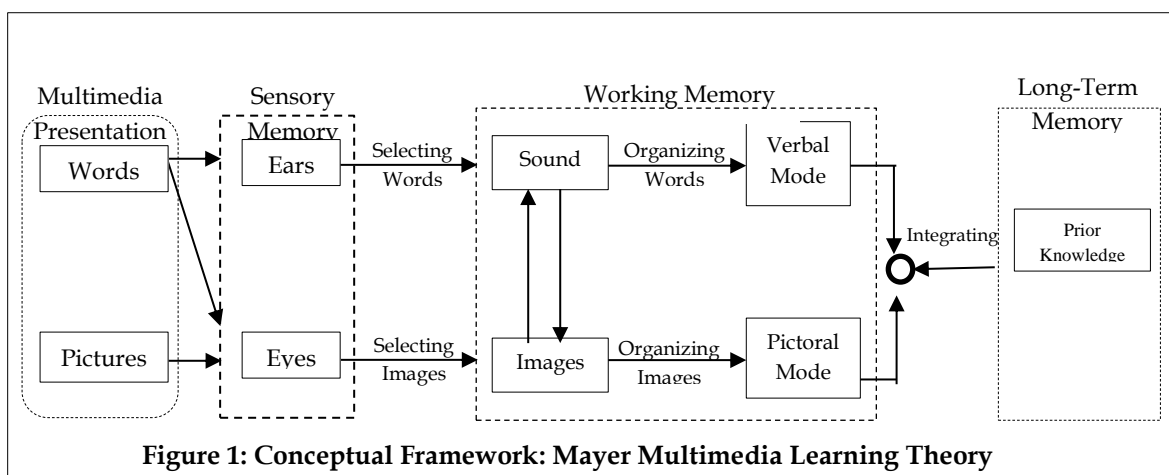 Multimedia
Presentation
Words
Pictures
Sensory
Memory
Ears
Eyes
Selecting
Words
Selecting
Images
Working Memory
Sound
Images
Organizing
Words
Organizing
Images
Verbal
Mode
Pictoral
Mode
Integrating
Long-Term
Memory
Prior
Knowledge
Figure 1: Conceptual Framework: Mayer Multimedia Learning Theory